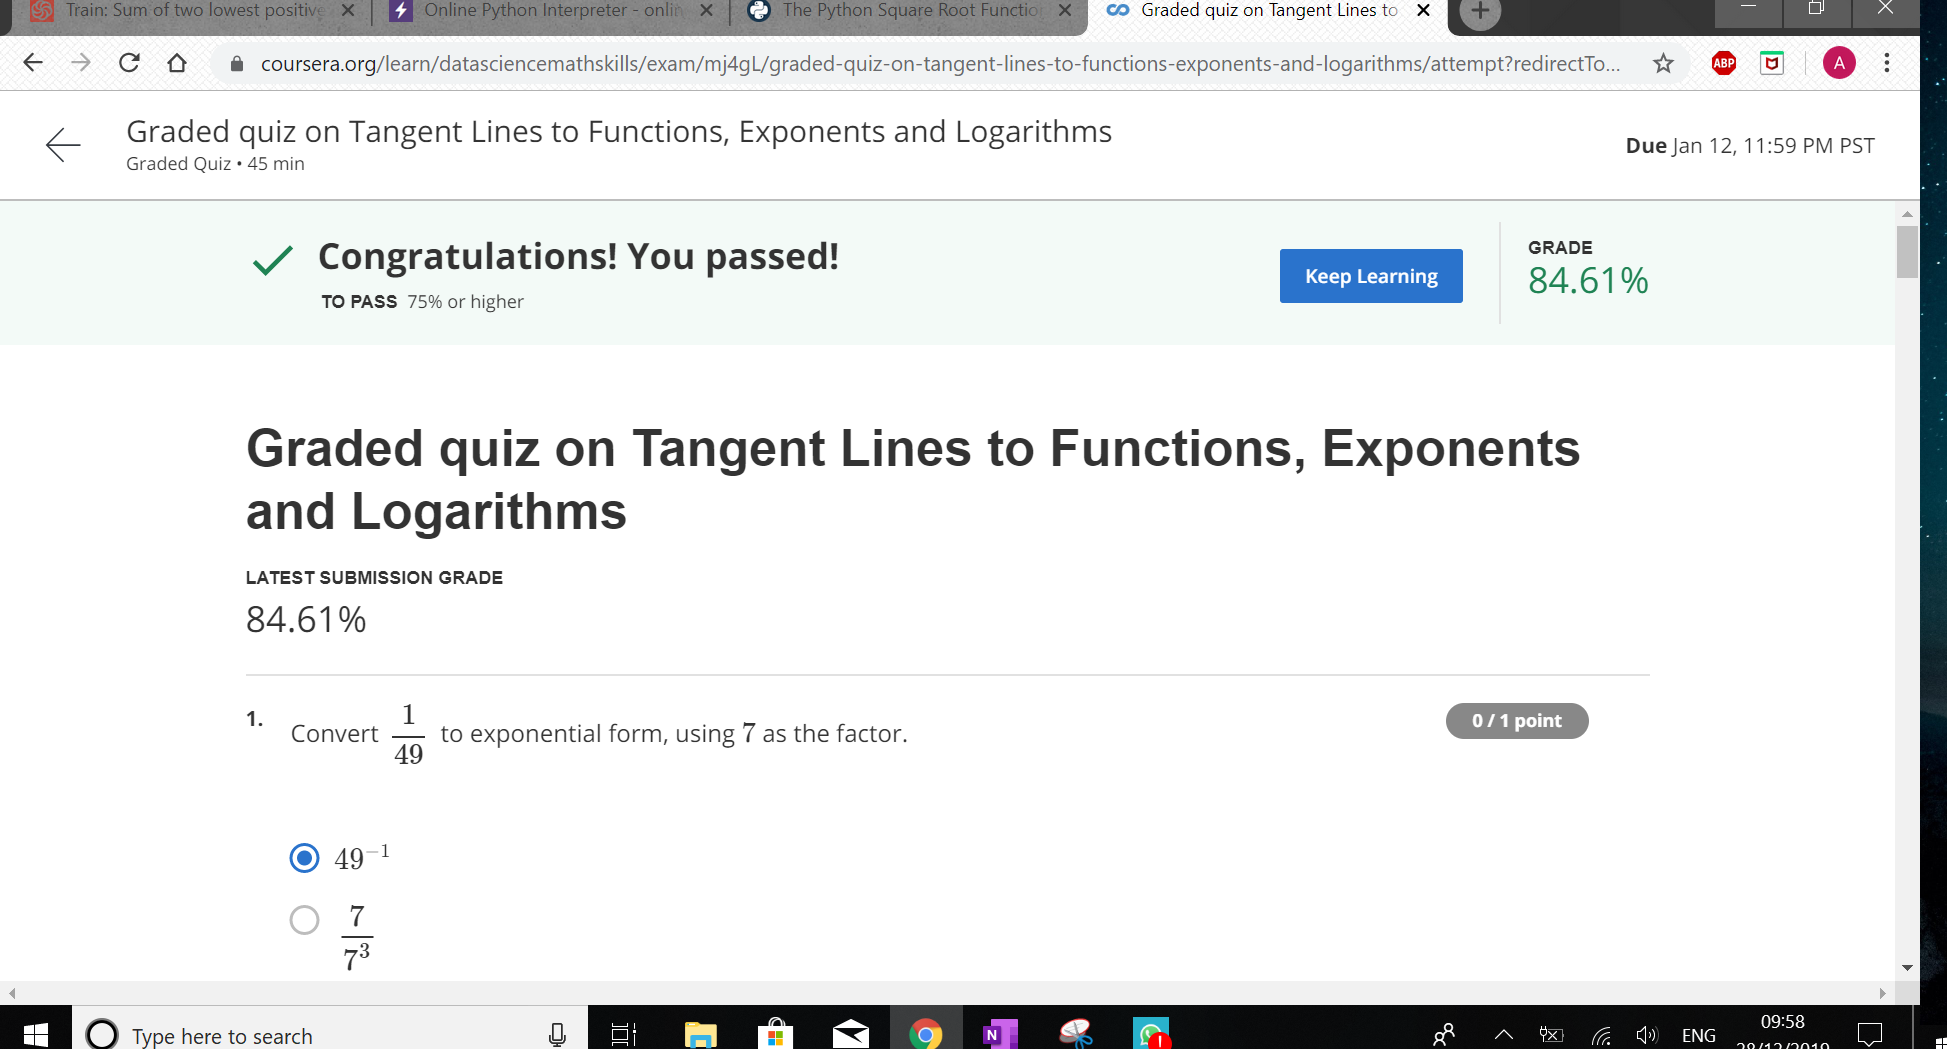 Train: Sum of two lowest positive
Online Python Interpreter - onlin
The Python Square Root Functio
Graded quiz on Tangent Lines to
coursera.org/learn/datasciencemathskills/exam/mj4gL/graded-quiz-on-tangent-lines-to-functions-exponents-and-logarithms/attempt?redirectTo...
ABP
A
Graded quiz on Tangent Lines to Functions, Exponents and Logarithms
Graded Quiz • 45 min
Due Jan 12, 11:59 PM PST
Congratulations! You passed!
TO PASS 75% or higher
Keep Learning
GRADE
84.61%
Graded quiz on Tangent Lines to Functions, Exponents
and Logarithms
LATEST SUBMISSION GRADE
84.61%
1. Convert 1/49 to exponential form, using 7 as the factor.
0 / 1 point
49⁻¹
7/7³
Type here to search
N
ENG
09:58
28/12/2019